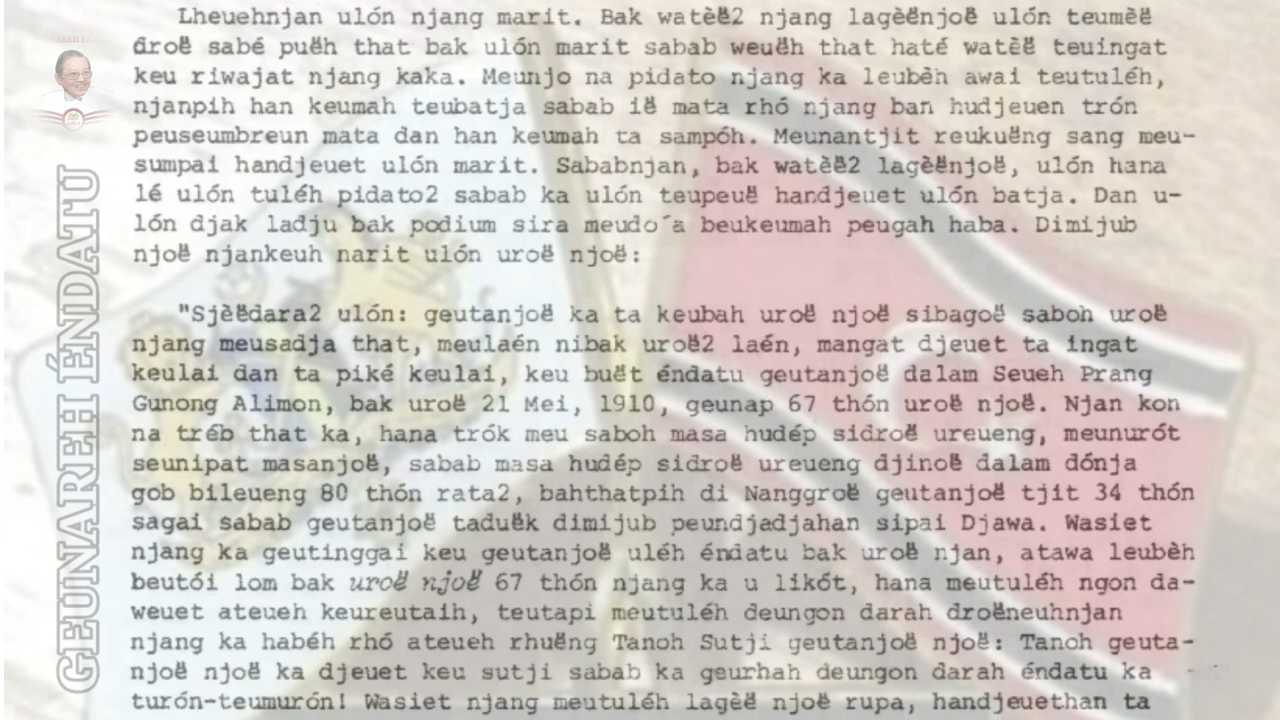 Lheuehnjan ulón njang marit. Bak watèë2 njang lagèënjoë ulón teumèë
droë sabé puëh that bak ulón marit sabab weuëh that haté watèë teuingat
keu riwajat njang kaka. Meunjo na pidato njang ka leubèh awai teutuléh,
njanpih han keumah teubatja sabab ië mata rhó njang ban hudjeuen trón
peuseumbreun mata dan han keumah ta sampóh. Meunantjit reukuëng sang meu-
sumpai handjeuet ulón marit. Sababnjan, bak watèë2 lagèënjoë, ulón hana
lé ulón tuléh pidato2 sabab ka ulón teupeuë handjeuet ulón batja. Dan u-
lón djak ladju bak podium sira meudo´a beukeumah peugah haba. Dimijub
njoë njankeuh narit ulón uroë njoë:
"Sjèëdara2 ulón: geutanjoë ka ta keubah uroë njoë sibagoë saboh uroë
njang meusadja that, meulaén nibak uroë2 laén, mangat djeuet ta ingat
keulai dan ta piké keulai, keu buët éndatu geutanjoë dalam Seueh Prang
Gunong Alimon, bak uroë 21 Mei, 1910, geunap 67 thón uroë njoë. Njan kon
na tréb that ka, hana trók meu saboh masa hudép sidroë ureueng, meunurót
seunipat masanjoë, sabab masa hudép sidroë ureueng djinoë dalam dónja
gob bileueng 80 thón rata2, bahthatpih di Nanggroë geutanjoë tjit 34 thón
sagai sabab geutanjoë taduëk dimijub peundjadjahan sipai Djawa. Wasiet
njang ka geutinggai keu geutanjoë uléh éndatu bak uroë njan, atawa leubèh
beutói lom bak uroë njoë 67 thón njang ka u likót, hana meutuléh ngon da-
weuet ateueh keureutaih, teutapi meutuléh deungon darah droëneuhnjan
njang ka habéh rhó ateueh rhuëng Tanoh Sutji geutanjoë njoë: Tanoh geuta-
njoë njoë ka djeuet keu sutji sabab ka geurhah deungon darah éndatu ka
turón-teumurón! Wasiet njang meutuléh lagèë njoë rupa, handjeuethan ta
GEUNAREH ÉNDATU